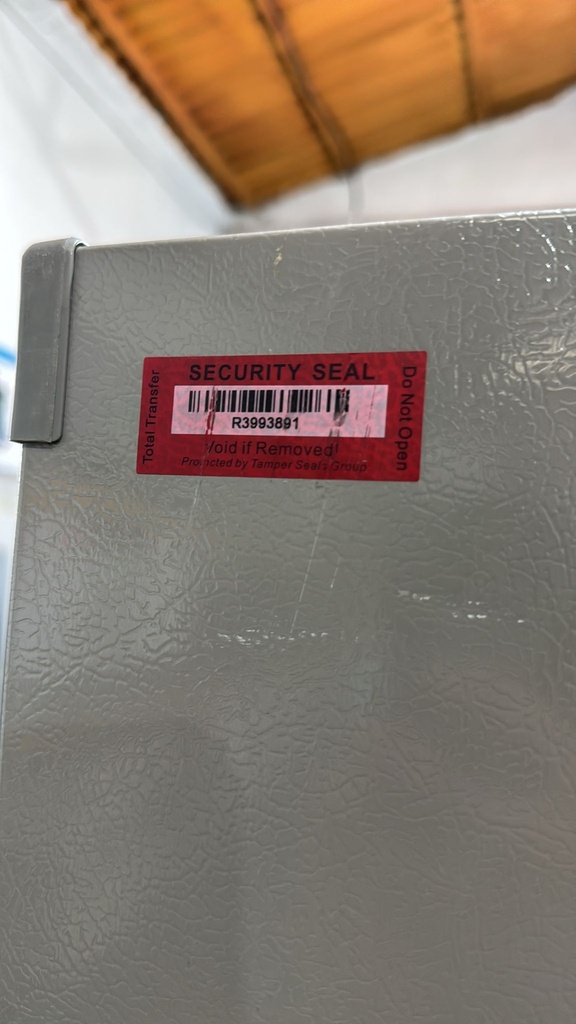 SECURITY SEAL
Total Transfer
R3993891
Do Not Open
Void if Removed!
Protected by Tamper Seals Group